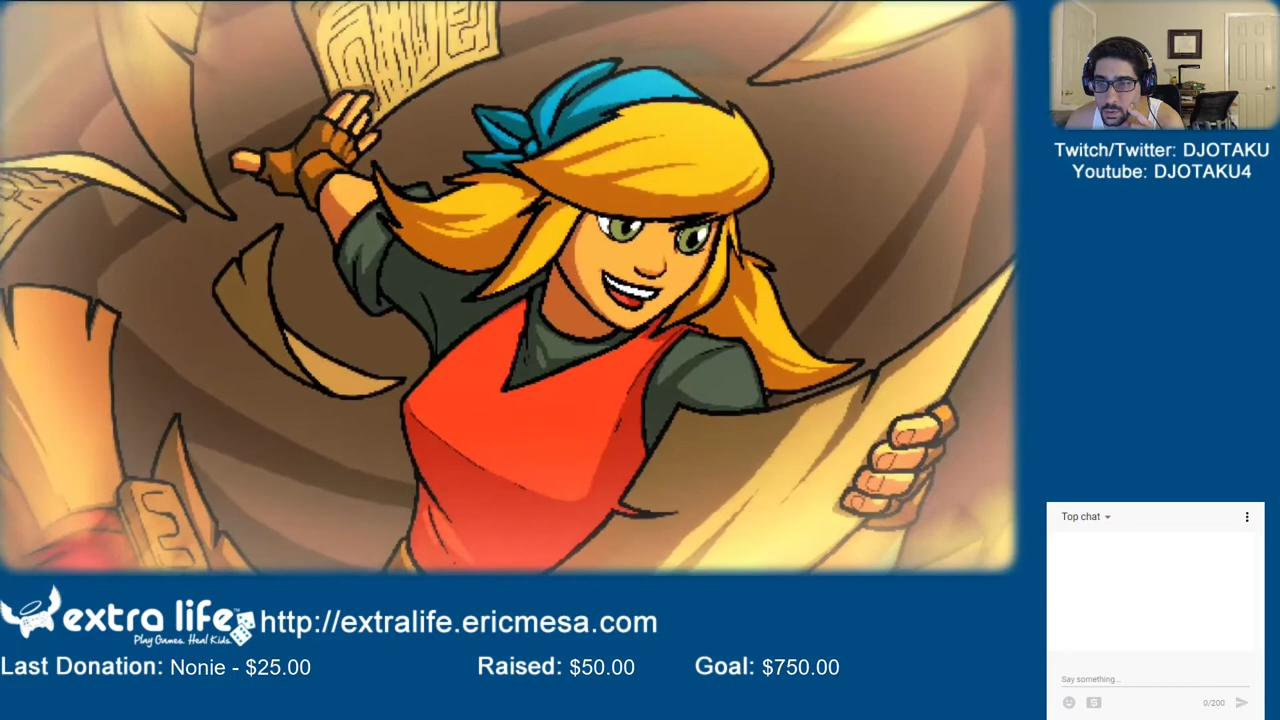 Twitch/Twitter: DJOTAKU
Youtube: DJOTAKU4
Top chat
Say something...
0/200
extra life
Play Games. Heal Kids.
http://extralife.ericmesa.com
Last Donation: Nonie - $25.00
Raised: $50.00
Goal: $750.00